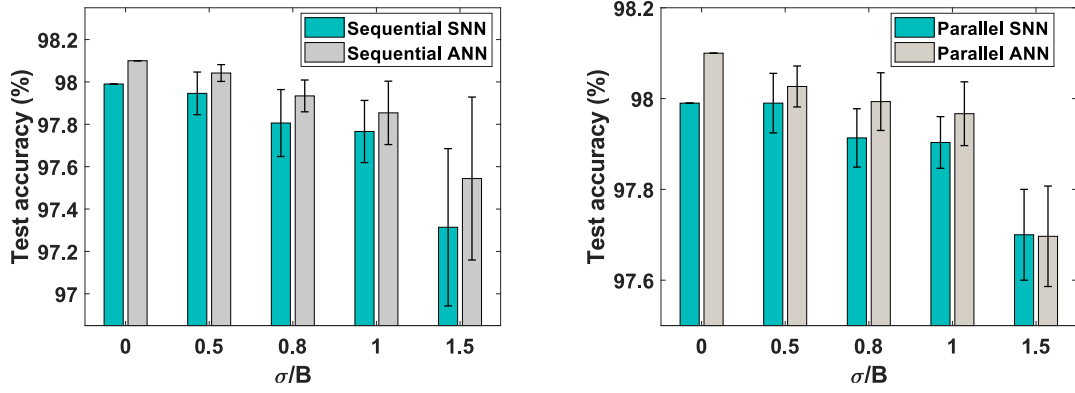 Test accuracy (%)
98.2
98
97.8
97.6
97.4
97.2
97
Sequential SNN
Sequential ANN
0
0.5
0.8
1
1.5
σ/B
Test accuracy (%)
98.2
98
97.8
97.6
Parallel SNN
Parallel ANN
0
0.5
0.8
1
1.5
σ/B